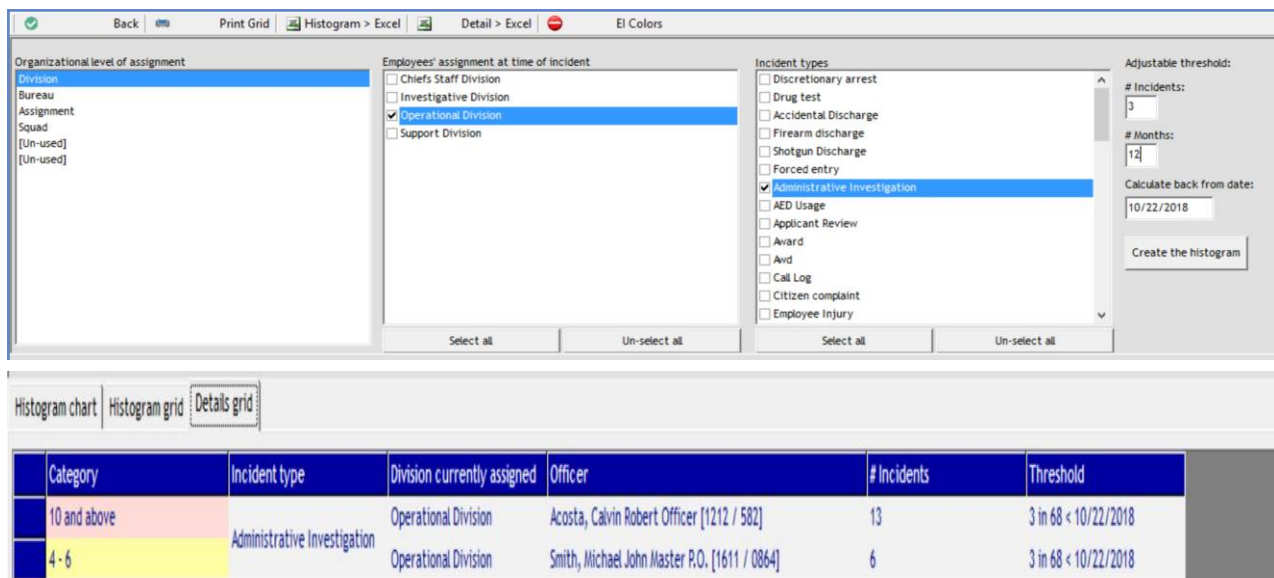 Back Print Grid Histogram > Excel Detail > Excel EI Colors
Organizational level of assignment
Division
Bureau
Assignment
Squad
[Un-used]
[Un-used]
Employees' assignment at time of incident
Chiefs Staff Division
Investigative Division
Operational Division
Support Division
Select all Un-select all
Incident types
Discretionary arrest
Drug test
Accidental Discharge
Firearm discharge
Shotgun Discharge
Forced entry
Administrative Investigation
AED Usage
Applicant Review
Award
Awd
Call Log
Citizen complaint
Employee Injury
Select all Un-select all
Adjustable threshold:
# Incidents:
3
# Months:
12
Calculate back from date:
10/22/2018
Create the histogram
Histogram chart Histogram grid Details grid
Category Incident type Division currently assigned Officer # Incidents Threshold
10 and above Operational Division Acosta, Calvin Robert Officer [1212 / 582] 13 3 in 68 < 10/22/2018
Administrative Investigation
4 - 6 Operational Division Smith, Michael John Master P.O. [1611 / 0864] 6 3 in 68 < 10/22/2018